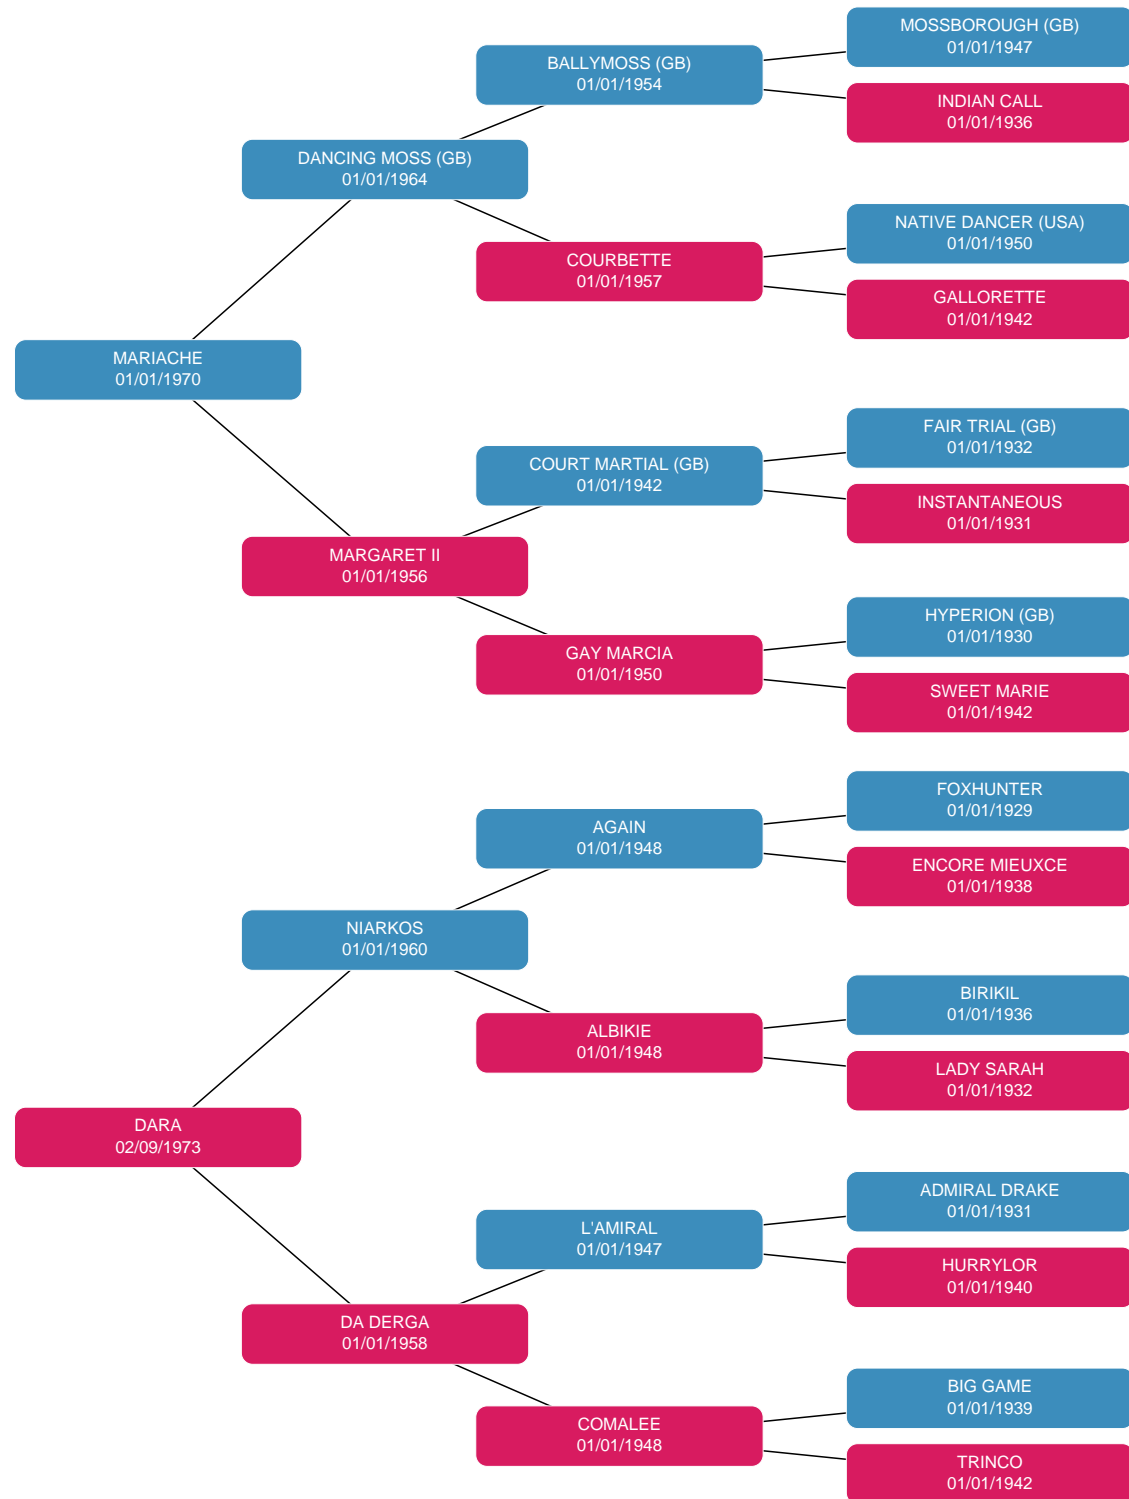 MOSSBOROUGH (GB)
01/01/1947
BALLYMOSS (GB)
01/01/1954
INDIAN CALL
01/01/1936
DANCING MOSS (GB)
01/01/1964
NATIVE DANCER (USA)
01/01/1950
COURBETTE
01/01/1957
GALLORETTE
01/01/1942
MARIACHE
01/01/1970
FAIR TRIAL (GB)
01/01/1932
COURT MARTIAL (GB)
01/01/1942
INSTANTANEOUS
01/01/1931
MARGARET II
01/01/1956
HYPERION (GB)
01/01/1930
GAY MARCIA
01/01/1950
SWEET MARIE
01/01/1942
FOXHUNTER
01/01/1929
AGAIN
01/01/1948
ENCORE MIEUXCE
01/01/1938
NIARKOS
01/01/1960
BIRIKIL
01/01/1936
ALBIKIE
01/01/1948
LADY SARAH
01/01/1932
DARA
02/09/1973
ADMIRAL DRAKE
01/01/1931
L'AMIRAL
01/01/1947
HURRYLOR
01/01/1940
DA DERGA
01/01/1958
BIG GAME
01/01/1939
COMALEE
01/01/1948
TRINCO
01/01/1942